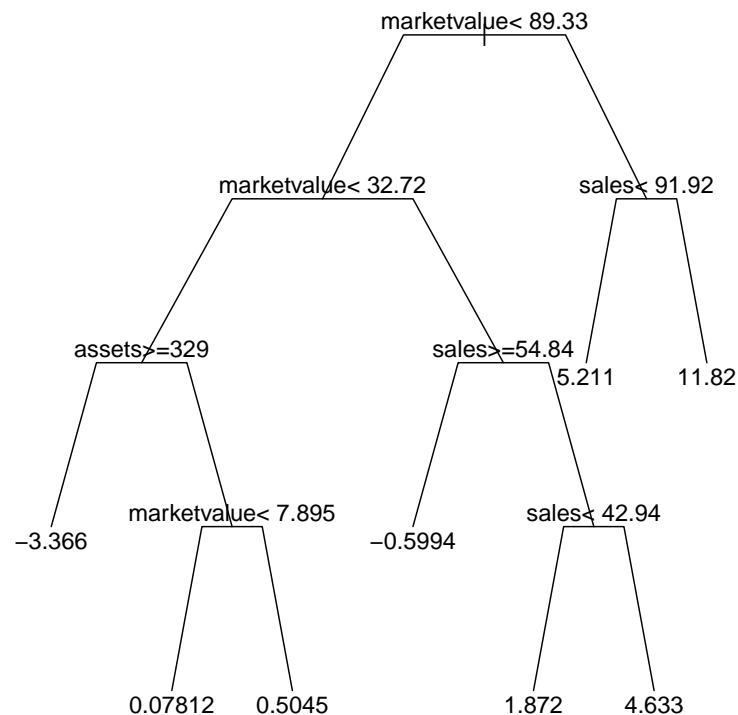 marketvalue< 89.33
marketvalue< 32.72
sales< 91.92
assets>=329
sales>=54.84
5.211
11.82
−3.366
marketvalue< 7.895
−0.5994
sales< 42.94
0.07812
0.5045
1.872
4.633